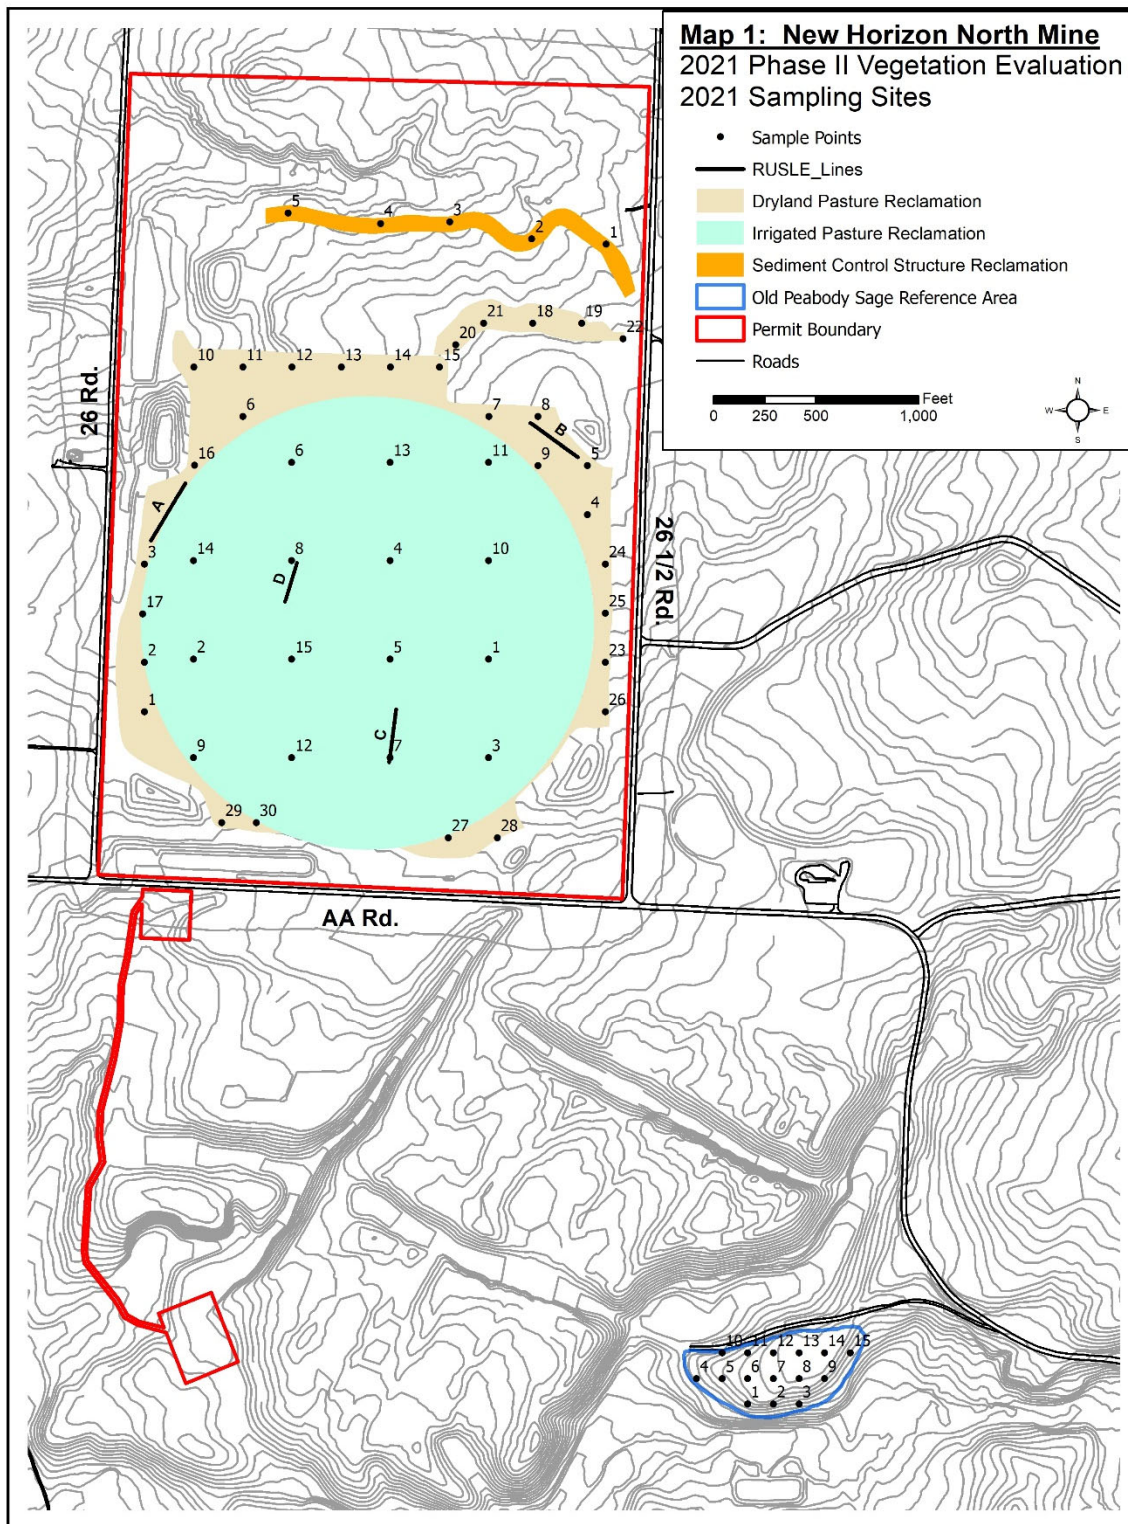 Map 1:  New Horizon North Mine
2021 Phase II Vegetation Evaluation
2021 Sampling Sites
Sample Points
RUSLE_Lines
Dryland Pasture Reclamation
Irrigated Pasture Reclamation
Sediment Control Structure Reclamation
Old Peabody Sage Reference Area
Permit Boundary
Roads
Feet
0 250 500 1,000
N
W E
S
5 4 3 2 1
21 18 19
20 22
10 11 12 13 14 15
6 7 8
B
16 6 13 11 9 5
A
4
3 14 8 4 10 24
D
17 25
2 2 15 5 1 23
1 26
C
9 12 7 3
29 30 27 28
26 Rd.
26 1/2 Rd.
AA Rd.
10 11 12 13 14 15
4 5 6 7 8 9
1 2 3